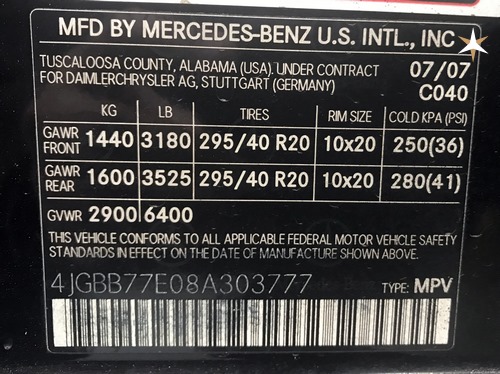 MFD BY MERCEDES-BENZ U.S. INTL., INC
TUSCALOOSA COUNTY, ALABAMA (USA). UNDER CONTRACT 07/07
FOR DAIMLERCHRYSLER AG, STUTTGART (GERMANY) C040
KG LB TIRES RIM SIZE COLD KPA (PSI)
GAWR FRONT 1440 3180 295/40 R20 10x20 250(36)
GAWR REAR 1600 3525 295/40 R20 10x20 280(41)
GVWR 2900 6400
THIS VEHICLE CONFORMS TO ALL APPLICABLE FEDERAL MOTOR VEHICLE SAFETY
STANDARDS IN EFFECT ON THE DATE OF MANUFACTURE SHOWN ABOVE.
4JGBB77E08A303777 TYPE: MPV